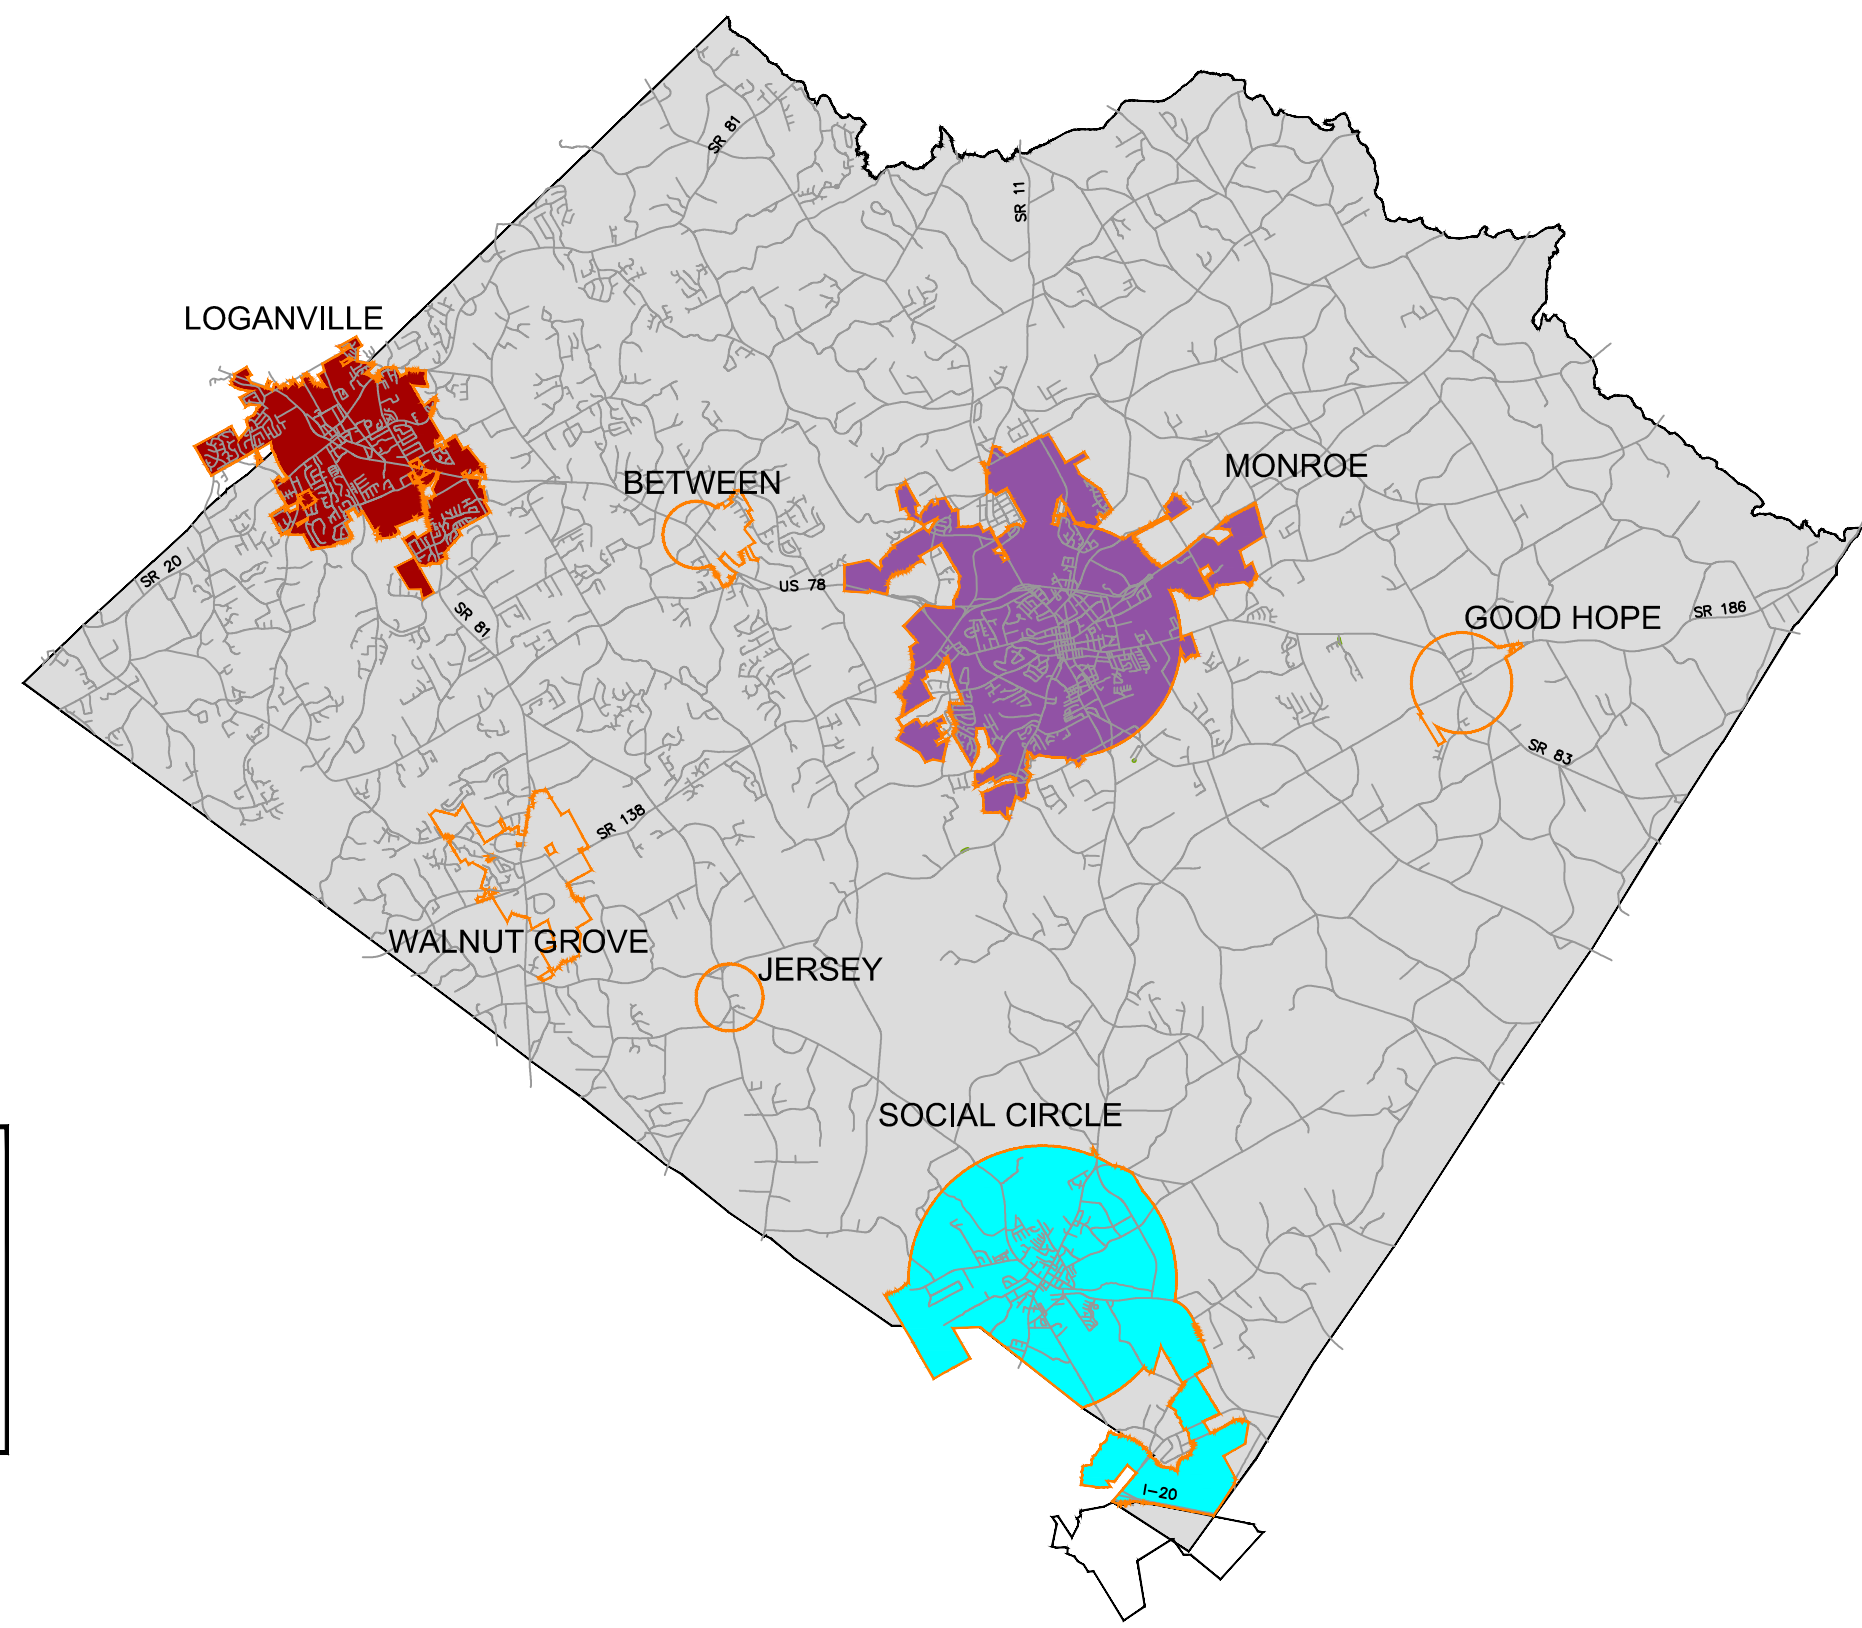 SR 81
SR 11
LOGANVILLE
BETWEEN
MONROE
SR 20
US 78
SR 81
GOOD HOPE
SR 186
SR 83
SR 138
WALNUT GROVE
JERSEY
SOCIAL CIRCLE
I-20